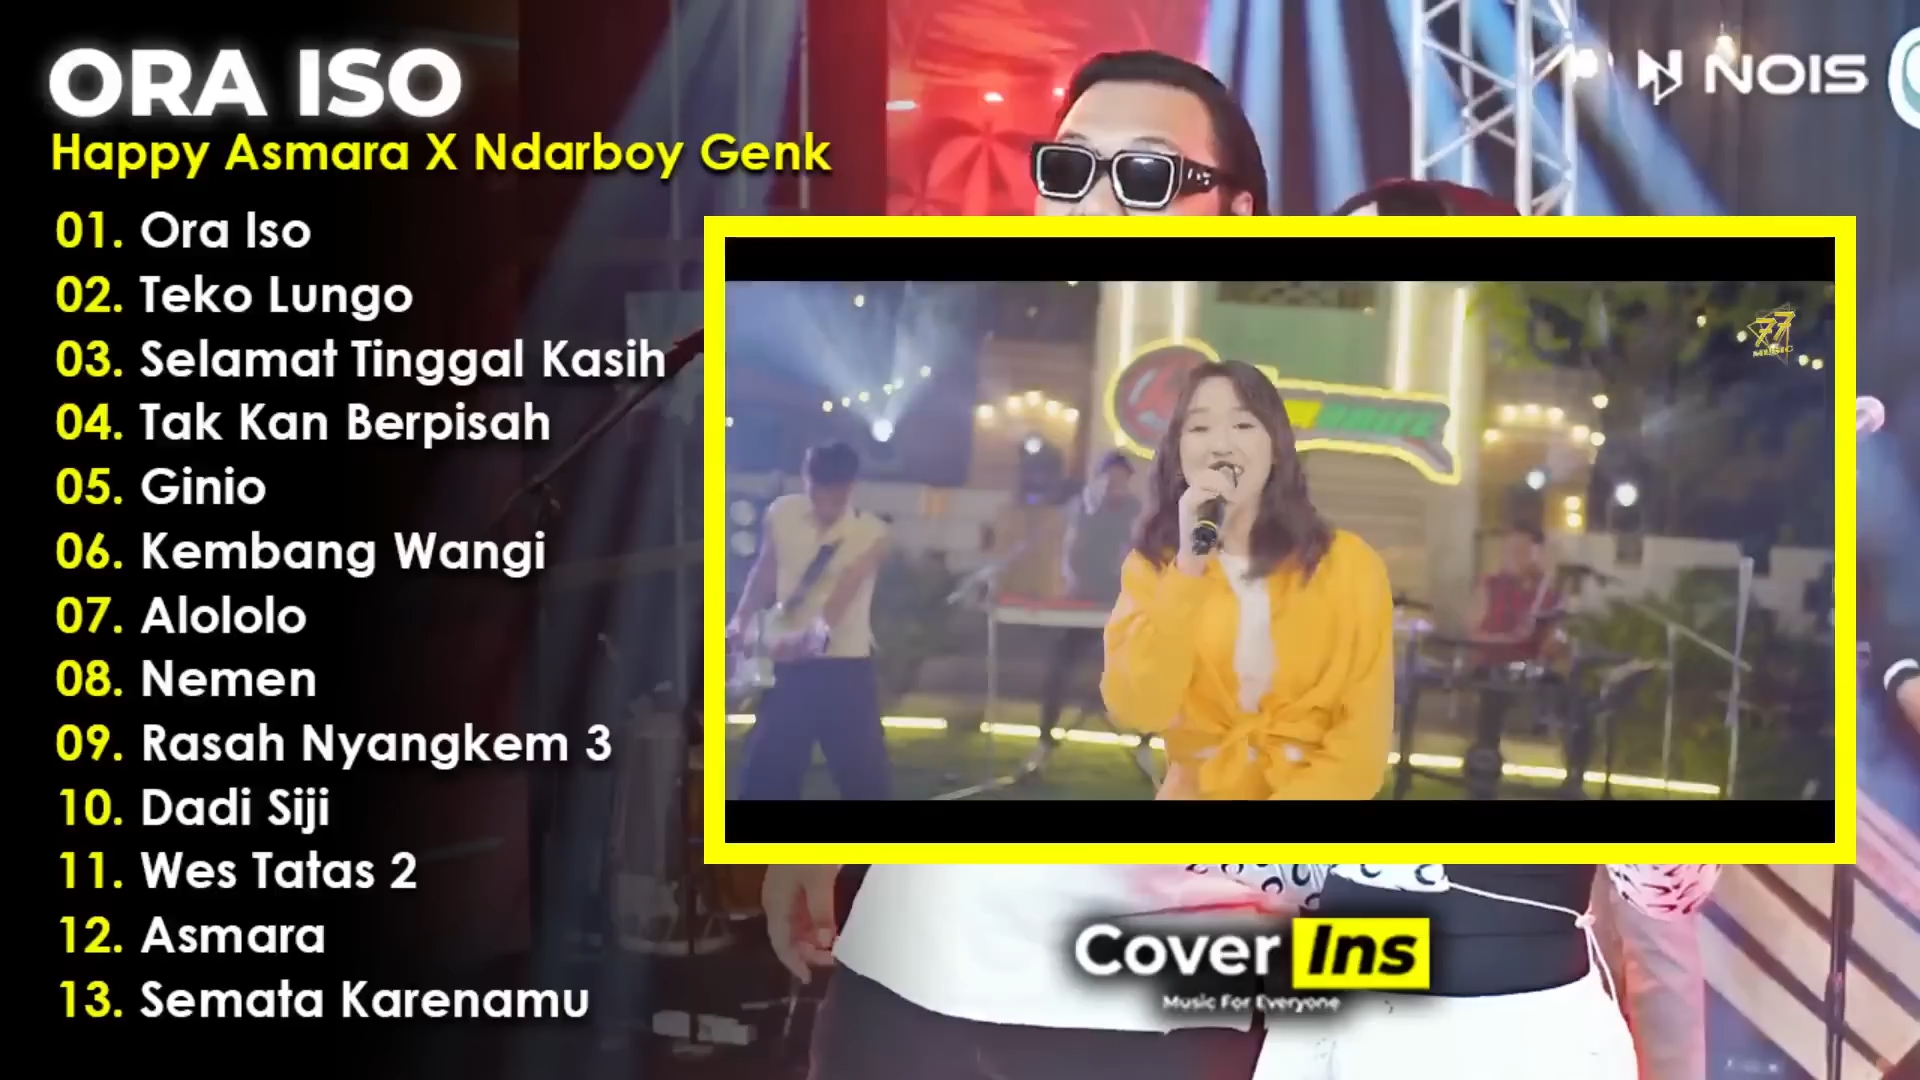 ORA ISO
Happy Asmara X Ndarboy Genk
01. Ora Iso
02. Teko Lungo
03. Selamat Tinggal Kasih
04. Tak Kan Berpisah
05. Ginio
06. Kembang Wangi
07. Alololo
08. Nemen
09. Rasah Nyangkem 3
10. Dadi Siji
11. Wes Tatas 2
12. Asmara
13. Semata Karenamu
NOIS
77
MUSIC
Cover Ins
Music For Everyone